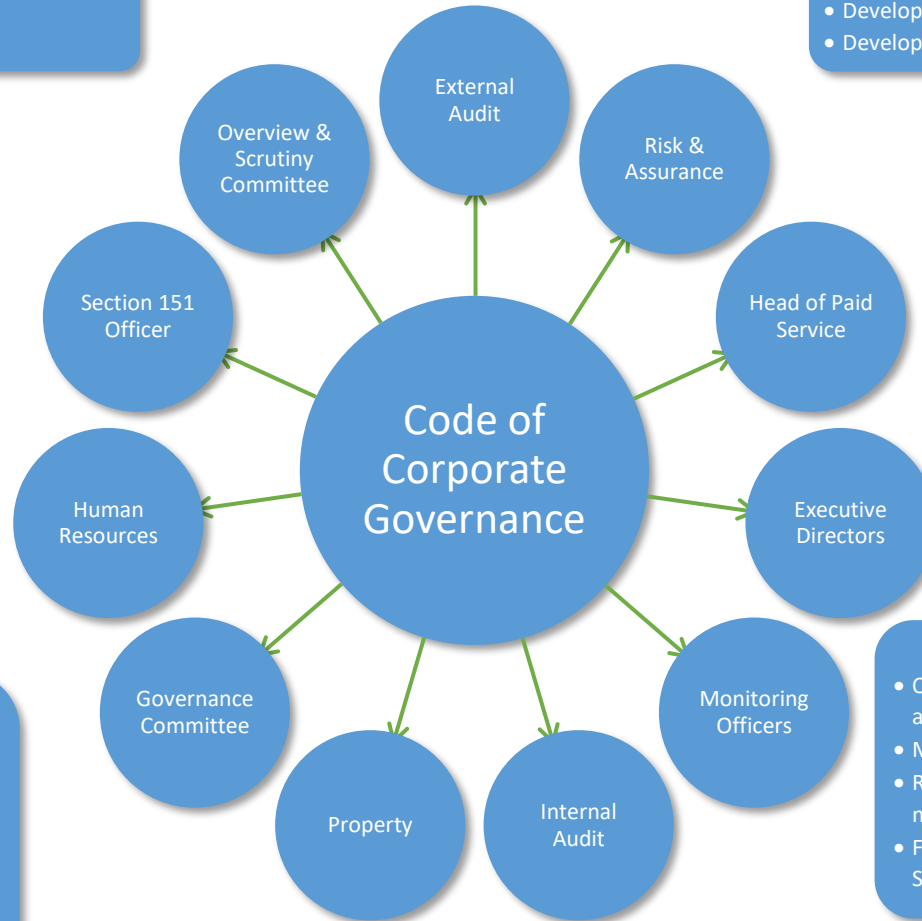 Develop
Develop
External
Audit
Overview &
Scrutiny
Committee
Risk &
Assurance
Section 151
Officer
Head of Paid
Service
Code of
Corporate
Governance
Human
Resources
Executive
Directors
Governance
Committee
Monitoring
Officers
Property
Internal
Audit